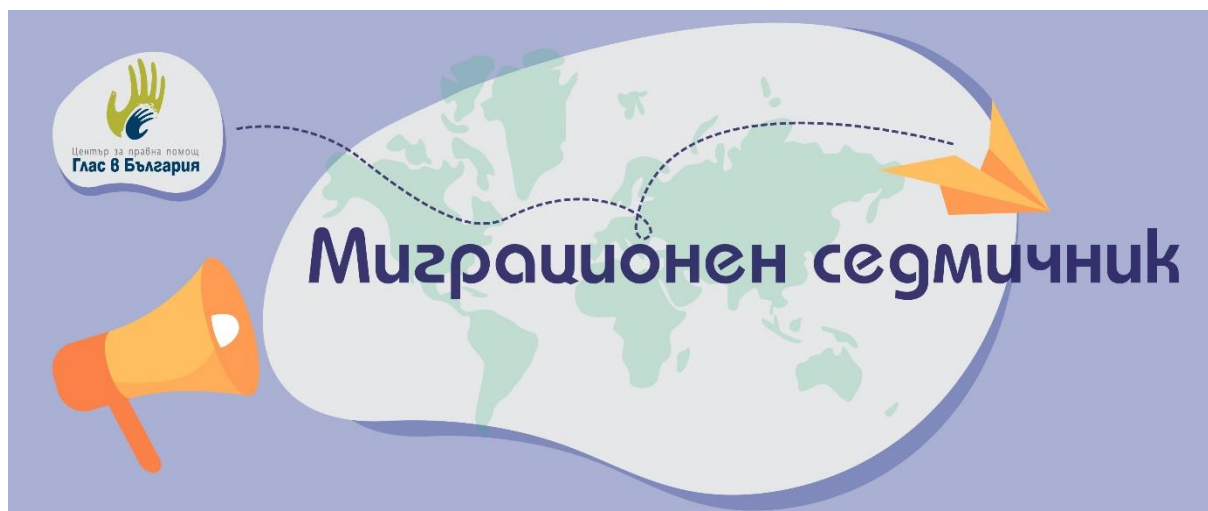 Център за правна помощ
Глас в България
Миграционен седмичник